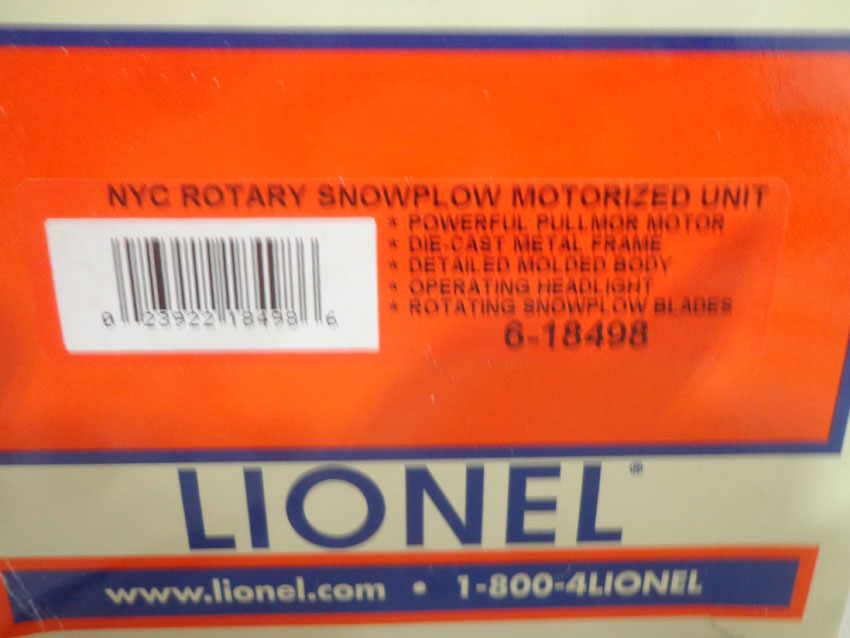 NYC ROTARY SNOWPLOW MOTORIZED UNIT
* POWERFUL PULLMOR MOTOR
* DIE-CAST METAL FRAME
* DETAILED MOLDED BODY
* OPERATING HEADLIGHT
* ROTATING SNOWPLOW BLADES
6-18498
0 23922 18498 6
LIONEL®
www.lionel.com • 1-800-4LIONEL